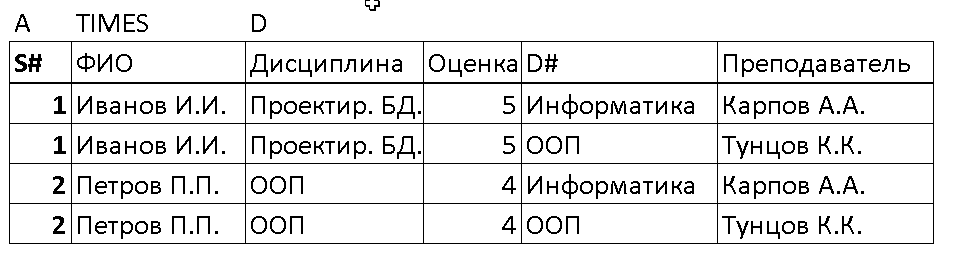 A TIMES D
S# ФИО Дисциплина Оценка D# Преподаватель
1 Иванов И.И. Проектир. БД. 5 Информатика Карпов А.А.
1 Иванов И.И. Проектир. БД. 5 ООП Тунцов К.К.
2 Петров П.П. ООП 4 Информатика Карпов А.А.
2 Петров П.П. ООП 4 ООП Тунцов К.К.